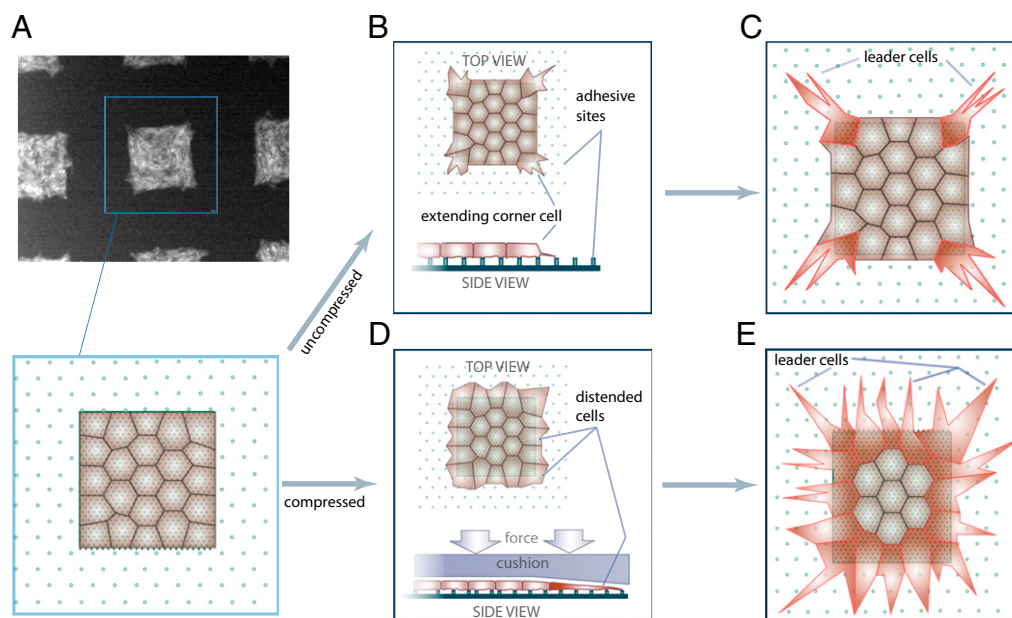 A
B
TOP VIEW
adhesive
sites
extending corner cell
SIDE VIEW
C
leader cells
uncompressed
compressed
D
TOP VIEW
distended
cells
force
cushion
SIDE VIEW
E
leader cells